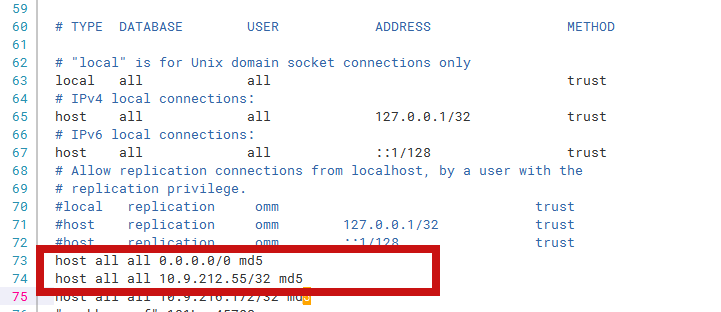 59
60 # TYPE DATABASE USER ADDRESS METHOD
61
62 # "local" is for Unix domain socket connections only
63 local all all trust
64 # IPv4 local connections:
65 host all all 127.0.0.1/32 trust
66 # IPv6 local connections:
67 host all all ::1/128 trust
68 # Allow replication connections from localhost, by a user with the
69 # replication privilege.
70 #local replication omm trust
71 #host replication omm 127.0.0.1/32 trust
72 #host replication omm ::1/128 trust
73 host all all 0.0.0.0/0 md5
74 host all all 10.9.212.55/32 md5
75 host all all 10.9.216.172/32 md5